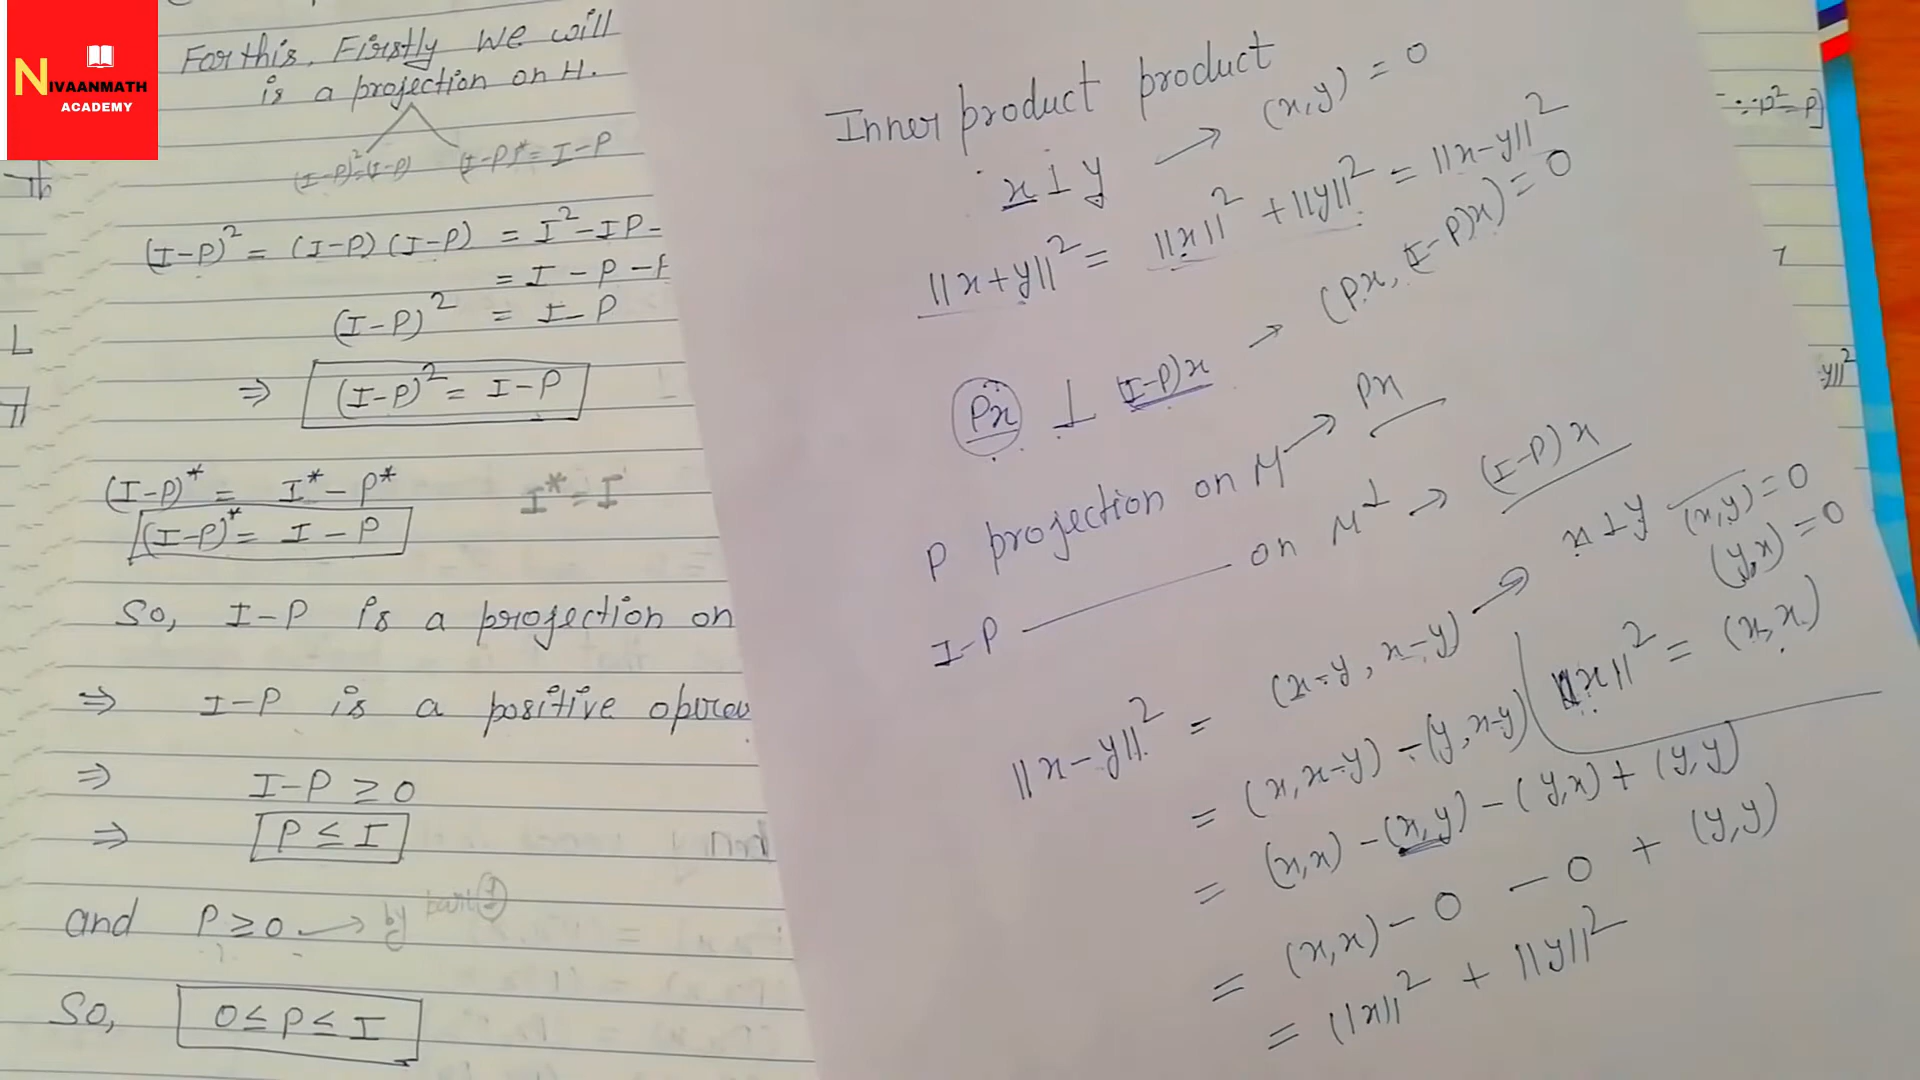 NIVAANMATH
ACADEMY
For this, Firstly we will
is a projection on H.
(I-P)²=(I-P) (I-P)*= I-P
(I-P)² = (I-P) (I-P) = I² - IP -
= I - P -
(I-P)² = I-P
⇒ (I-P)² = I-P
(I-P)* = I* - P* I* = I
(I-P)* = I - P
So, I-P is a projection on
⇒ I-P is a positive
⇒ I-P ≥ 0
⇒ P ≤ I
and P ≥ 0 → by
So, 0 ≤ P ≤ I
Inner product product
x ⊥ y → (x,y) = 0
||x+y||² = ||x||² + ||y||² = ||x-y||²
Px ⊥ (I-P)x → (Px, (I-P)x) = 0
P projection on M → Px
I-P ——— on M⊥ → (I-P)x
x ⊥ y (x,y) = 0
(y,x) = 0
||x-y||² = (x-y, x-y)
||x||² = (x,x)
= (x, x-y) - (y, x-y)
= (x,x) - (x,y) - (y,x) + (y,y)
= (x,x) - 0 - 0 + (y,y)
= ||x||² + ||y||²
∵ P² = P]
y||²